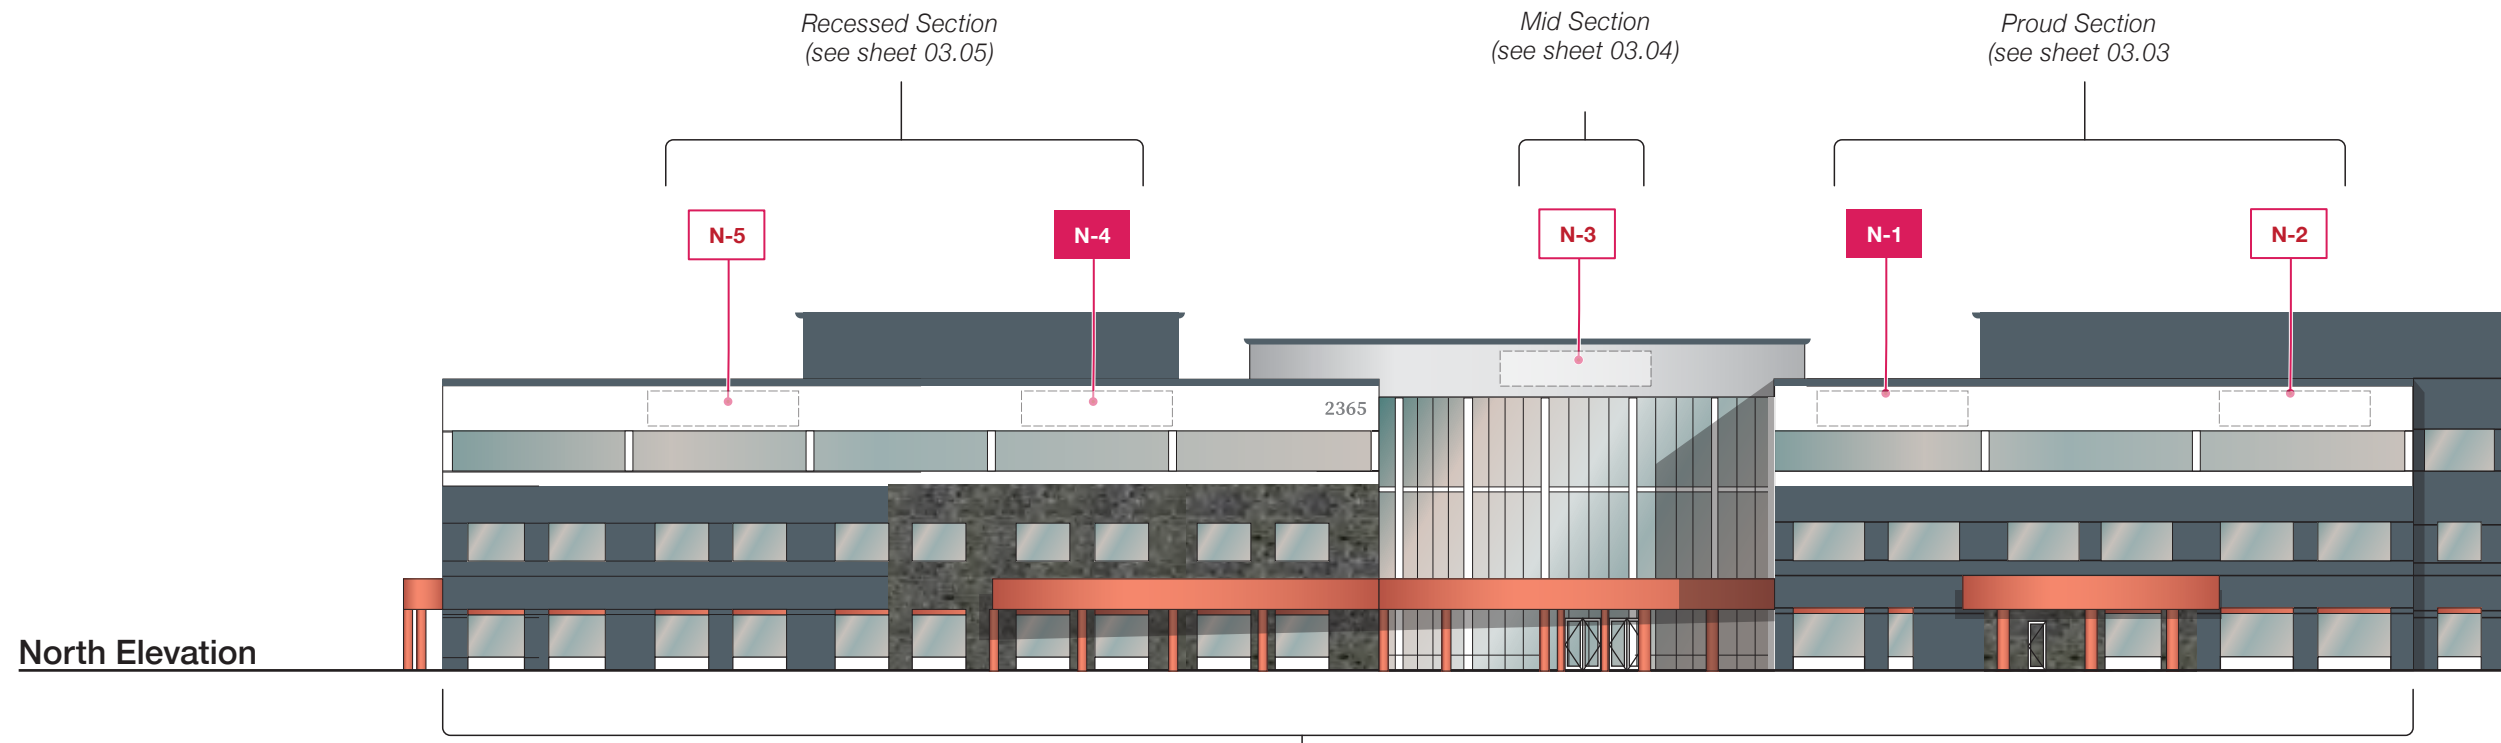 Recessed Section
(see sheet 03.05)
Mid Section
(see sheet 03.04)
Proud Section
(see sheet 03.03
N-5
N-4
N-3
N-1
N-2
2365
North Elevation